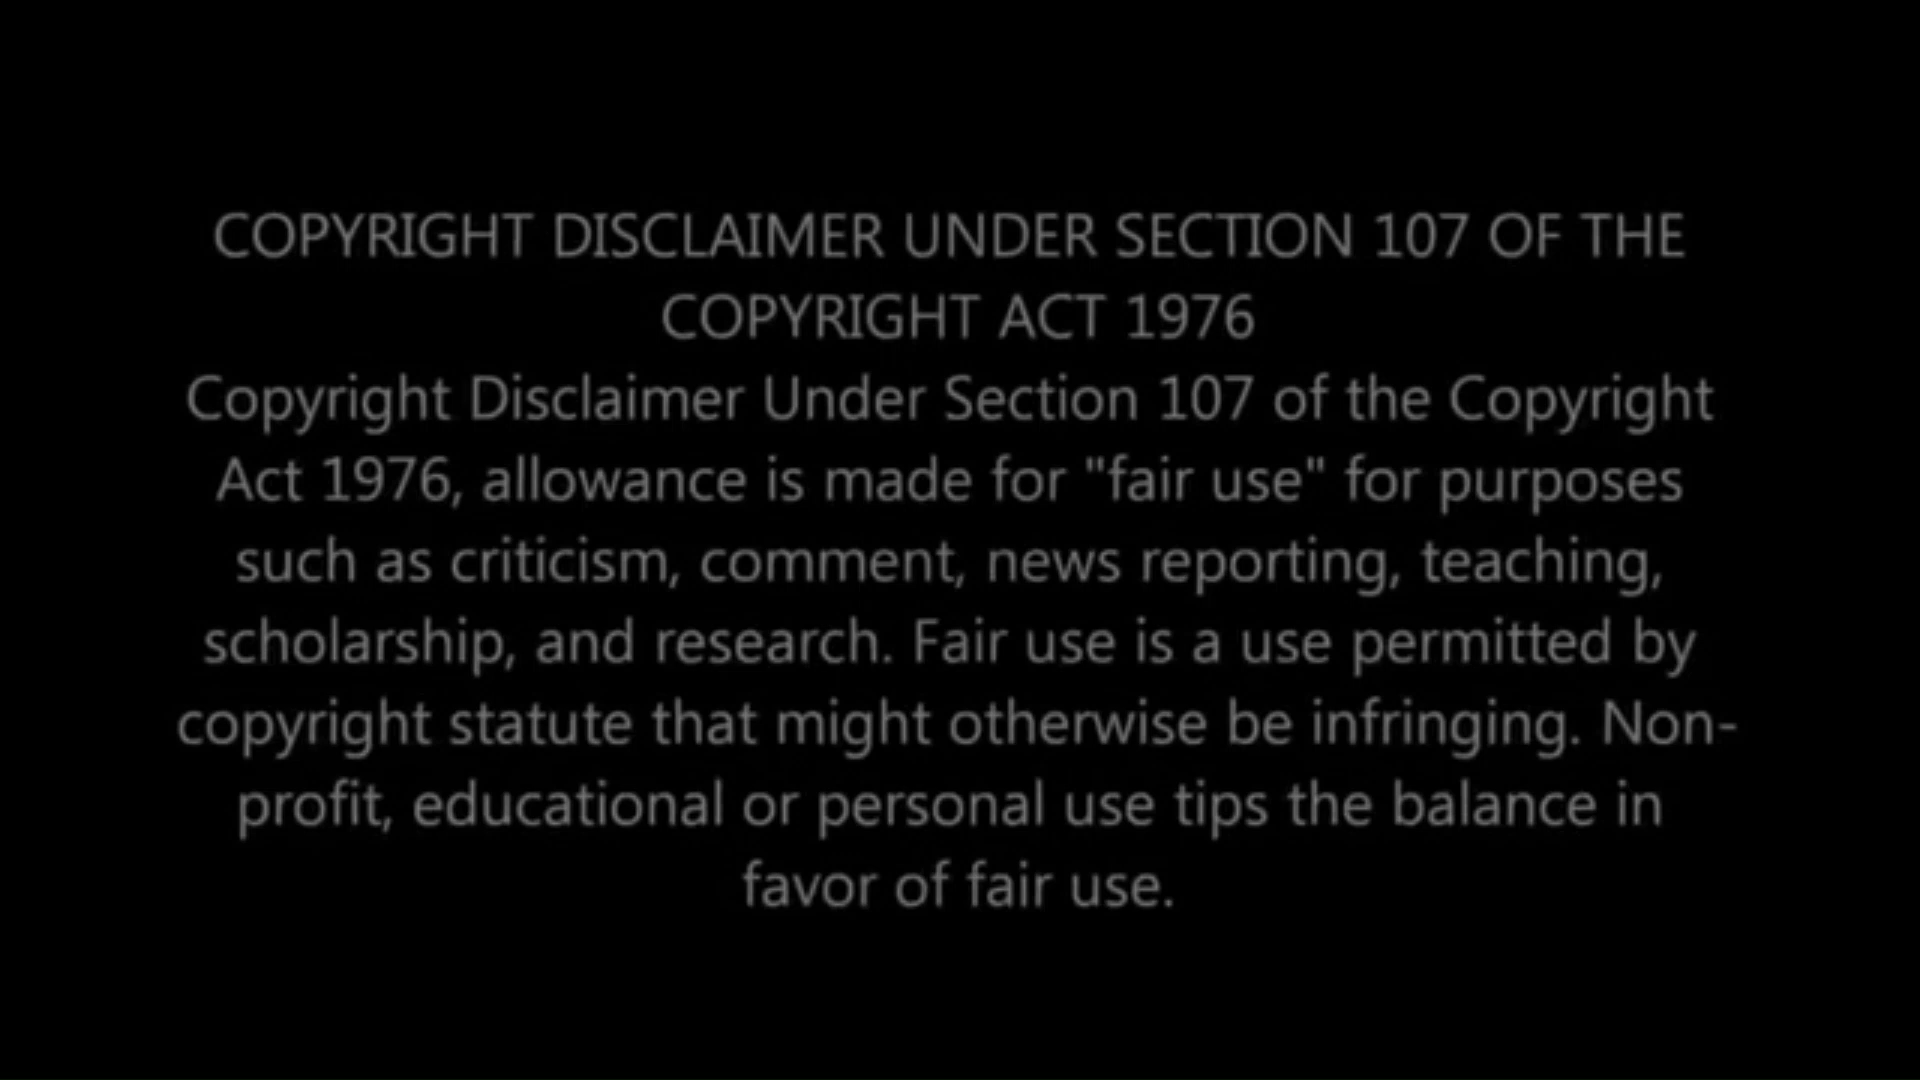 COPYRIGHT DISCLAIMER UNDER SECTION 107 OF THE
COPYRIGHT ACT 1976
Copyright Disclaimer Under Section 107 of the Copyright
Act 1976, allowance is made for "fair use" for purposes
such as criticism, comment, news reporting, teaching,
scholarship, and research. Fair use is a use permitted by
copyright statute that might otherwise be infringing. Non-
profit, educational or personal use tips the balance in
favor of fair use.